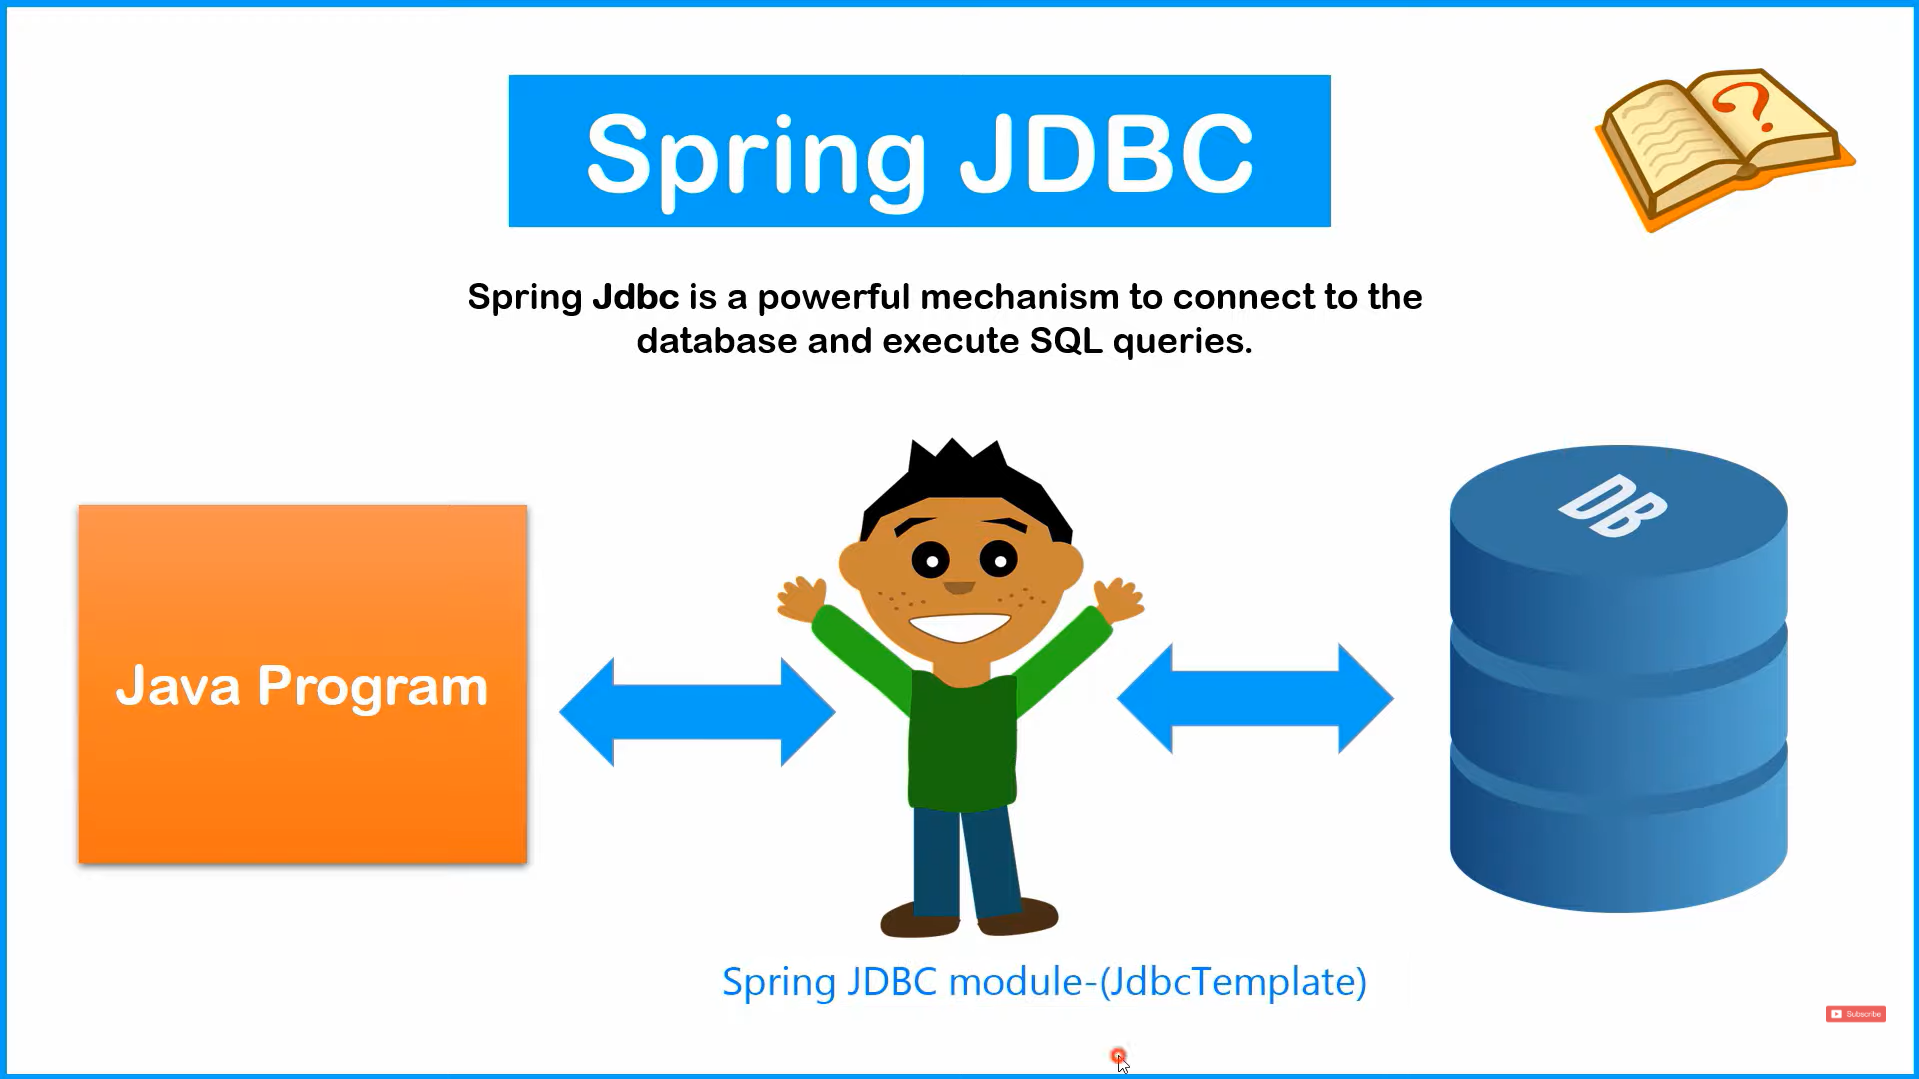 Spring JDBC
?
Spring Jdbc is a powerful mechanism to connect to the
database and execute SQL queries.
DB
Java Program
Spring JDBC module-(JdbcTemplate)
Subscribe